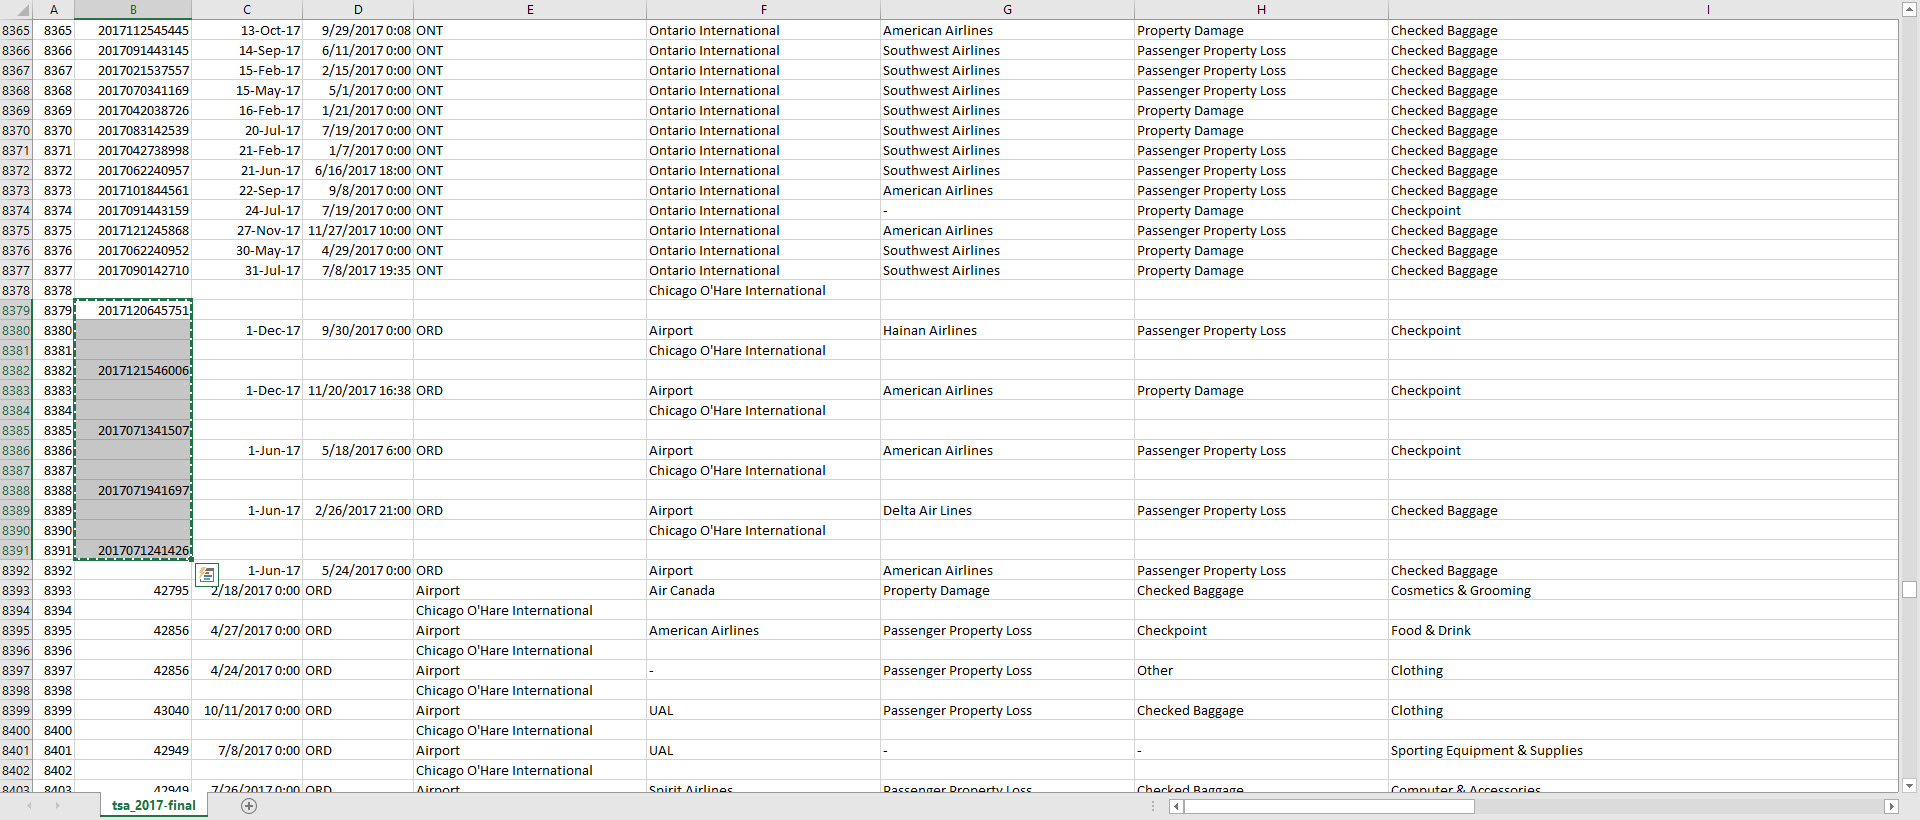 A B C D E F G H I
8365 8365 2017112545445 13-Oct-17 9/29/2017 0:08 ONT Ontario International American Airlines Property Damage Checked Baggage
8366 8366 2017091443145 14-Sep-17 6/11/2017 0:00 ONT Ontario International Southwest Airlines Passenger Property Loss Checked Baggage
8367 8367 2017021537557 15-Feb-17 2/15/2017 0:00 ONT Ontario International Southwest Airlines Passenger Property Loss Checked Baggage
8368 8368 2017070341169 15-May-17 5/1/2017 0:00 ONT Ontario International Southwest Airlines Passenger Property Loss Checked Baggage
8369 8369 2017042038726 16-Feb-17 1/21/2017 0:00 ONT Ontario International Southwest Airlines Property Damage Checked Baggage
8370 8370 2017083142539 20-Jul-17 7/19/2017 0:00 ONT Ontario International Southwest Airlines Property Damage Checked Baggage
8371 8371 2017042738998 21-Feb-17 1/7/2017 0:00 ONT Ontario International Southwest Airlines Passenger Property Loss Checked Baggage
8372 8372 2017062240957 21-Jun-17 6/16/2017 18:00 ONT Ontario International Southwest Airlines Passenger Property Loss Checked Baggage
8373 8373 2017101844561 22-Sep-17 9/8/2017 0:00 ONT Ontario International American Airlines Passenger Property Loss Checked Baggage
8374 8374 2017091443159 24-Jul-17 7/19/2017 0:00 ONT Ontario International - Property Damage Checkpoint
8375 8375 2017121245868 27-Nov-17 11/27/2017 10:00 ONT Ontario International American Airlines Passenger Property Loss Checked Baggage
8376 8376 2017062240952 30-May-17 4/29/2017 0:00 ONT Ontario International Southwest Airlines Property Damage Checked Baggage
8377 8377 2017090142710 31-Jul-17 7/8/2017 19:35 ONT Ontario International Southwest Airlines Property Damage Checked Baggage
8378 8378 Chicago O'Hare International
8379 8379 2017120645751
8380 8380 1-Dec-17 9/30/2017 0:00 ORD Airport Hainan Airlines Passenger Property Loss Checkpoint
8381 8381 Chicago O'Hare International
8382 8382 2017121546006
8383 8383 1-Dec-17 11/20/2017 16:38 ORD Airport American Airlines Property Damage Checkpoint
8384 8384 Chicago O'Hare International
8385 8385 2017071341507
8386 8386 1-Jun-17 5/18/2017 6:00 ORD Airport American Airlines Passenger Property Loss Checkpoint
8387 8387 Chicago O'Hare International
8388 8388 2017071941697
8389 8389 1-Jun-17 2/26/2017 21:00 ORD Airport Delta Air Lines Passenger Property Loss Checked Baggage
8390 8390 Chicago O'Hare International
8391 8391 2017071241426
8392 8392 1-Jun-17 5/24/2017 0:00 ORD Airport American Airlines Passenger Property Loss Checked Baggage
8393 8393 42795 2/18/2017 0:00 ORD Airport Air Canada Property Damage Checked Baggage Cosmetics & Grooming
8394 8394 Chicago O'Hare International
8395 8395 42856 4/27/2017 0:00 ORD Airport American Airlines Passenger Property Loss Checkpoint Food & Drink
8396 8396 Chicago O'Hare International
8397 8397 42856 4/24/2017 0:00 ORD Airport - Passenger Property Loss Other Clothing
8398 8398 Chicago O'Hare International
8399 8399 43040 10/11/2017 0:00 ORD Airport UAL Passenger Property Loss Checked Baggage Clothing
8400 8400 Chicago O'Hare International
8401 8401 42949 7/8/2017 0:00 ORD Airport UAL - - Sporting Equipment & Supplies
8402 8402 Chicago O'Hare International
8403 8403 42949 7/26/2017 0:00 ORD Airport Spirit Airlines Passenger Property Loss Checked Baggage Computer & Accessories
tsa_2017-final